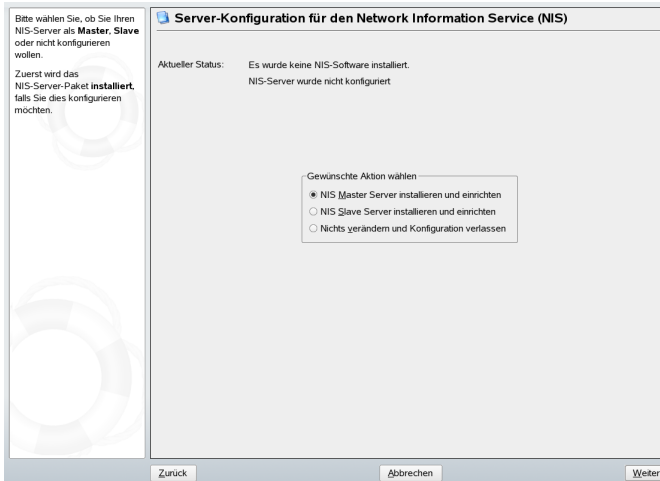 Bitte wählen Sie, ob Sie Ihren
NIS-Server als Master, Slave
oder nicht konfigurieren
wollen.
Zuerst wird das
NIS-Server-Paket installiert,
falls Sie dies konfigurieren
möchten.
Server-Konfiguration für den Network Information Service (NIS)
Aktueller Status: Es wurde keine NIS-Software installiert.
NIS-Server wurde nicht konfiguriert
Gewünschte Aktion wählen
NIS Master Server installieren und einrichten
NIS Slave Server installieren und einrichten
Nichts verändern und Konfiguration verlassen
Zurück Abbrechen Weiter